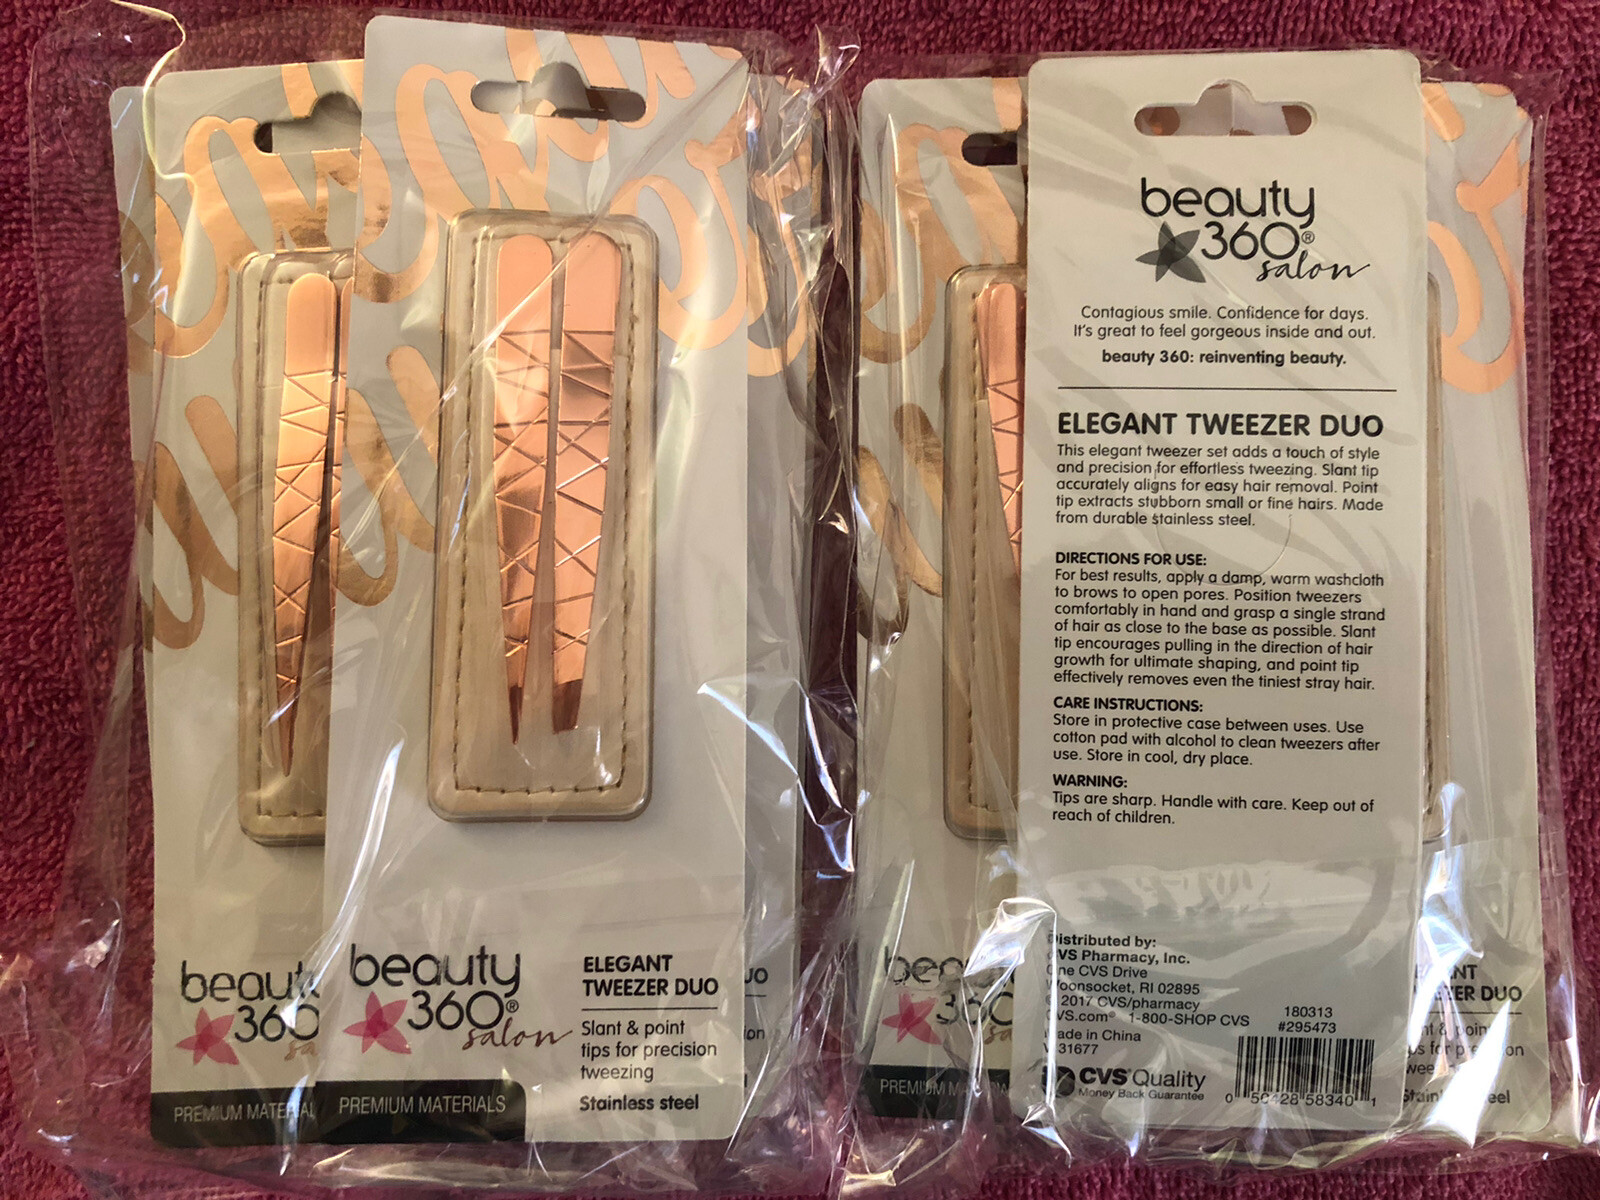 beauty
360®
salon
ELEGANT
TWEEZER DUO
Slant & point
tips for precision
tweezing
Stainless steel
PREMIUM MATERIALS
360
PREMIUM
beauty
360®
salon
Contagious smile. Confidence for days.
It's great to feel gorgeous inside and out.
beauty 360: reinventing beauty.
ELEGANT TWEEZER DUO
This elegant tweezer set adds a touch of style
and precision for effortless tweezing. Slant tip
accurately aligns for easy hair removal. Point
tip extracts stubborn small or fine hairs. Made
from durable stainless steel.
DIRECTIONS FOR USE:
For best results, apply a damp, warm washcloth
to brows to open pores. Position tweezers
comfortably in hand and grasp a single strand
of hair as close to the base as possible. Slant
tip encourages pulling in the direction of hair
growth for ultimate shaping, and point tip
effectively removes even the tiniest stray hair.
CARE INSTRUCTIONS:
Store in protective case between uses. Use
cotton pad with alcohol to clean tweezers after
use. Store in cool, dry place.
WARNING:
Tips are sharp. Handle with care. Keep out of
reach of children.
Distributed by:
CVS Pharmacy, Inc.
One CVS Drive
Woonsocket, RI 02895
© 2017 CVS/pharmacy
CVS.com® 1-800-SHOP CVS
Made in China
V-31677
CVS Quality
Money Back Guarantee
180313
#295473
0 50428 58340 1
360
PREMIUM
DUO
steel